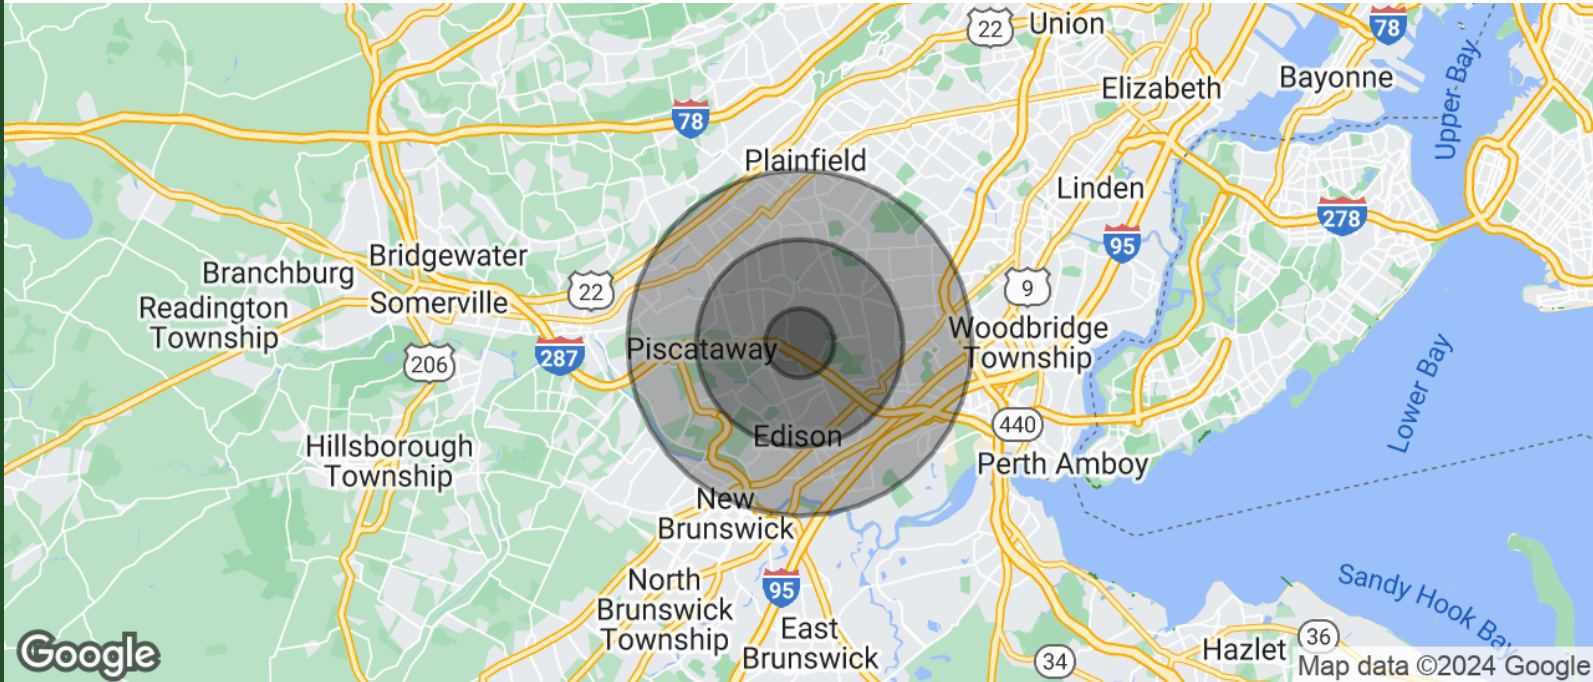 22
Union
78
Elizabeth
Bayonne
Upper Bay
78
Plainfield
Linden
278
95
Bridgewater
Branchburg
22
9
Readington
Township
Somerville
Woodbridge
Township
287
Piscataway
206
Lower Bay
440
Edison
Hillsborough
Township
Perth Amboy
New
Brunswick
95
North
Brunswick
Township
Sandy Hook Bay
East
Brunswick
36
Hazlet
34
Google
Map data ©2024 Google